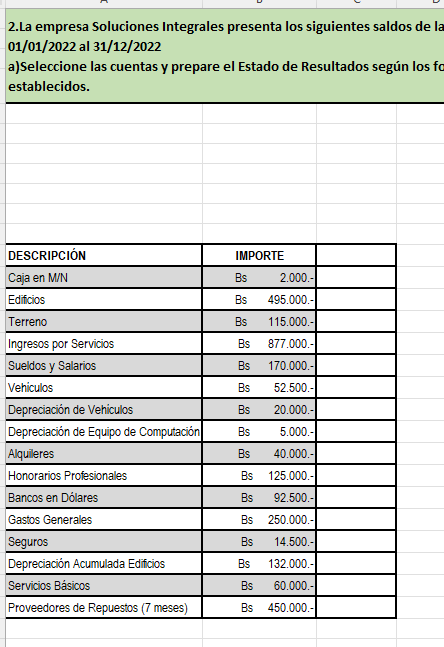 2.La empresa Soluciones Integrales presenta los siguientes saldos de la
01/01/2022 al 31/12/2022
a)Seleccione las cuentas y prepare el Estado de Resultados según los fo
establecidos.
DESCRIPCIÓN IMPORTE
Caja en M/N Bs 2.000.-
Edificios Bs 495.000.-
Terreno Bs 115.000.-
Ingresos por Servicios Bs 877.000.-
Sueldos y Salarios Bs 170.000.-
Vehículos Bs 52.500.-
Depreciación de Vehículos Bs 20.000.-
Depreciación de Equipo de Computación Bs 5.000.-
Alquileres Bs 40.000.-
Honorarios Profesionales Bs 125.000.-
Bancos en Dólares Bs 92.500.-
Gastos Generales Bs 250.000.-
Seguros Bs 14.500.-
Depreciación Acumulada Edificios Bs 132.000.-
Servicios Básicos Bs 60.000.-
Proveedores de Repuestos (7 meses) Bs 450.000.-